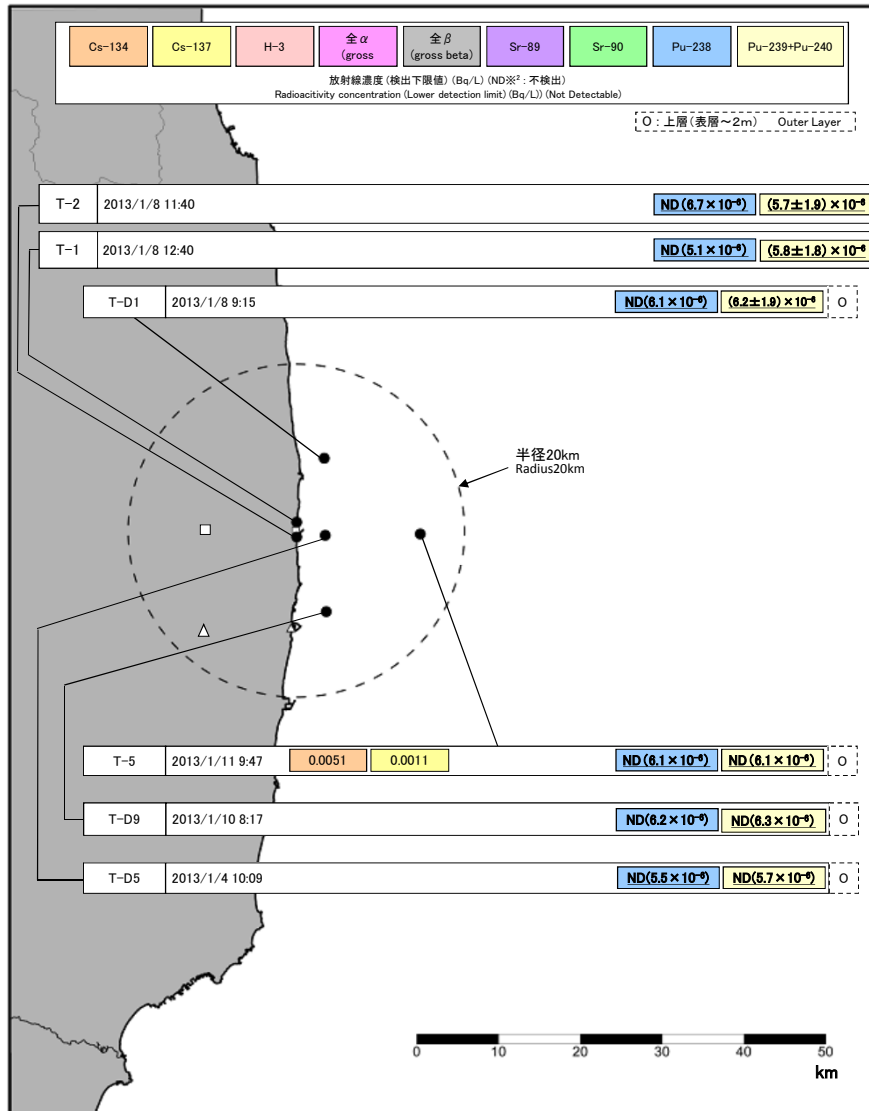 Cs-134 Cs-137 H-3 全α 全β Sr-89 Sr-90 Pu-238 Pu-239+Pu-240
(gross (gross beta)
放射線濃度(検出下限値)(Bq/L)(ND※²:不検出)
Radioacitivity concentration (Lower detection limit) (Bq/L)) (Not Detectable)
O:上層(表層~2m) Outer Layer
T-2 2013/1/8 11:40 ND(6.7×10⁻⁶) (5.7±1.9)×10⁻⁶
T-1 2013/1/8 12:40 ND(5.1×10⁻⁶) (5.8±1.8)×10⁻⁶
T-D1 2013/1/8 9:15 ND(6.1×10⁻⁶) (6.2±1.9)×10⁻⁶ O
半径20km
Radius20km
T-5 2013/1/11 9:47 0.0051 0.0011 ND(6.1×10⁻⁶) ND(6.1×10⁻⁶) O
T-D9 2013/1/10 8:17 ND(6.2×10⁻⁶) ND(6.3×10⁻⁶) O
T-D5 2013/1/4 10:09 ND(5.5×10⁻⁶) ND(5.7×10⁻⁶) O
0 10 20 30 40 50
km